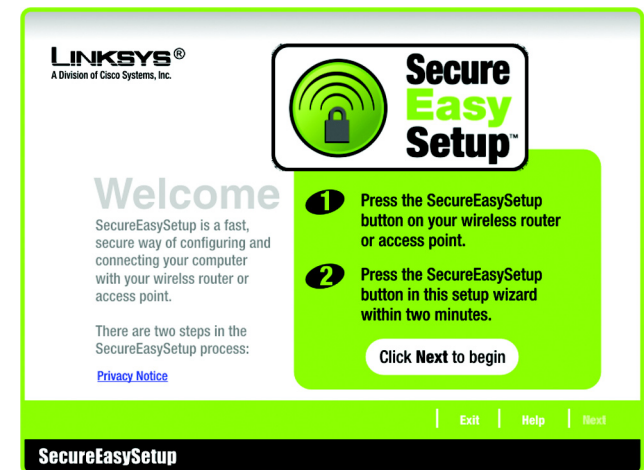 LINKSYS®
A Division of Cisco Systems, Inc.
Secure
Easy
Setup™
Welcome
SecureEasySetup is a fast,
secure way of configuring and
connecting your computer
with your wirelss router or
access point.
There are two steps in the
SecureEasySetup process:
Privacy Notice
1 Press the SecureEasySetup
button on your wireless router
or access point.
2 Press the SecureEasySetup
button in this setup wizard
within two minutes.
Click Next to begin
Exit Help Next
SecureEasySetup